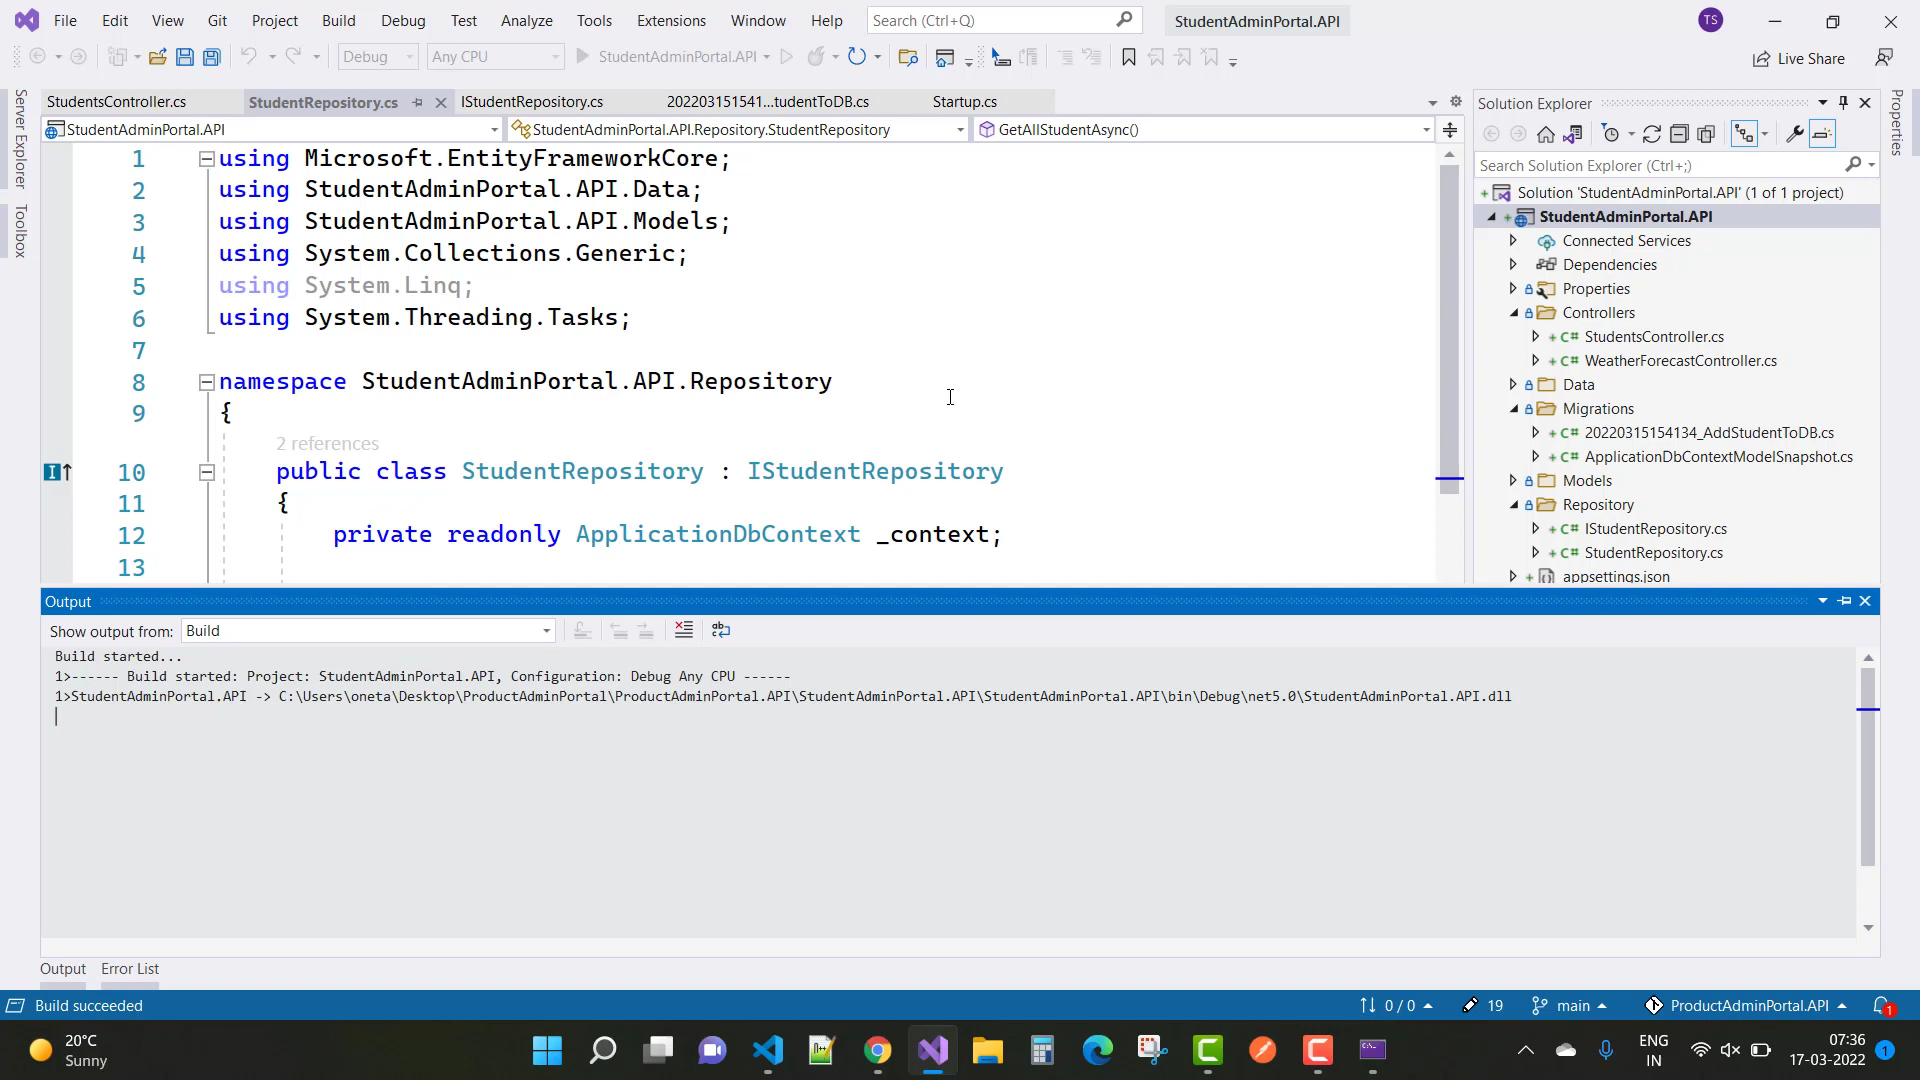 File Edit View Git Project Build Debug Test Analyze Tools Extensions Window Help Search (Ctrl+Q) StudentAdminPortal.API TS
Debug Any CPU StudentAdminPortal.API Live Share
Server Explorer
Toolbox
StudentsController.cs StudentRepository.cs IStudentRepository.cs 202203151541...tudentToDB.cs Startup.cs
StudentAdminPortal.API StudentAdminPortal.API.Repository.StudentRepository GetAllStudentAsync()
1 using Microsoft.EntityFrameworkCore;
2 using StudentAdminPortal.API.Data;
3 using StudentAdminPortal.API.Models;
4 using System.Collections.Generic;
5 using System.Linq;
6 using System.Threading.Tasks;
7
8 namespace StudentAdminPortal.API.Repository
9 {
2 references
10 public class StudentRepository : IStudentRepository
11 {
12 private readonly ApplicationDbContext _context;
13
Solution Explorer
Search Solution Explorer (Ctrl+;)
Solution 'StudentAdminPortal.API' (1 of 1 project)
StudentAdminPortal.API
Connected Services
Dependencies
Properties
Controllers
C# StudentsController.cs
C# WeatherForecastController.cs
Data
Migrations
C# 20220315154134_AddStudentToDB.cs
C# ApplicationDbContextModelSnapshot.cs
Models
Repository
C# IStudentRepository.cs
C# StudentRepository.cs
appsettings.json
Properties
Output
Show output from: Build
Build started...
1>------ Build started: Project: StudentAdminPortal.API, Configuration: Debug Any CPU ------
1>StudentAdminPortal.API -> C:\Users\oneta\Desktop\ProductAdminPortal\ProductAdminPortal.API\StudentAdminPortal.API\StudentAdminPortal.API\bin\Debug\net5.0\StudentAdminPortal.API.dll
Output Error List
Build succeeded 0 / 0 19 main ProductAdminPortal.API 1
20°C
Sunny
ENG
IN
07:36
17-03-2022
1